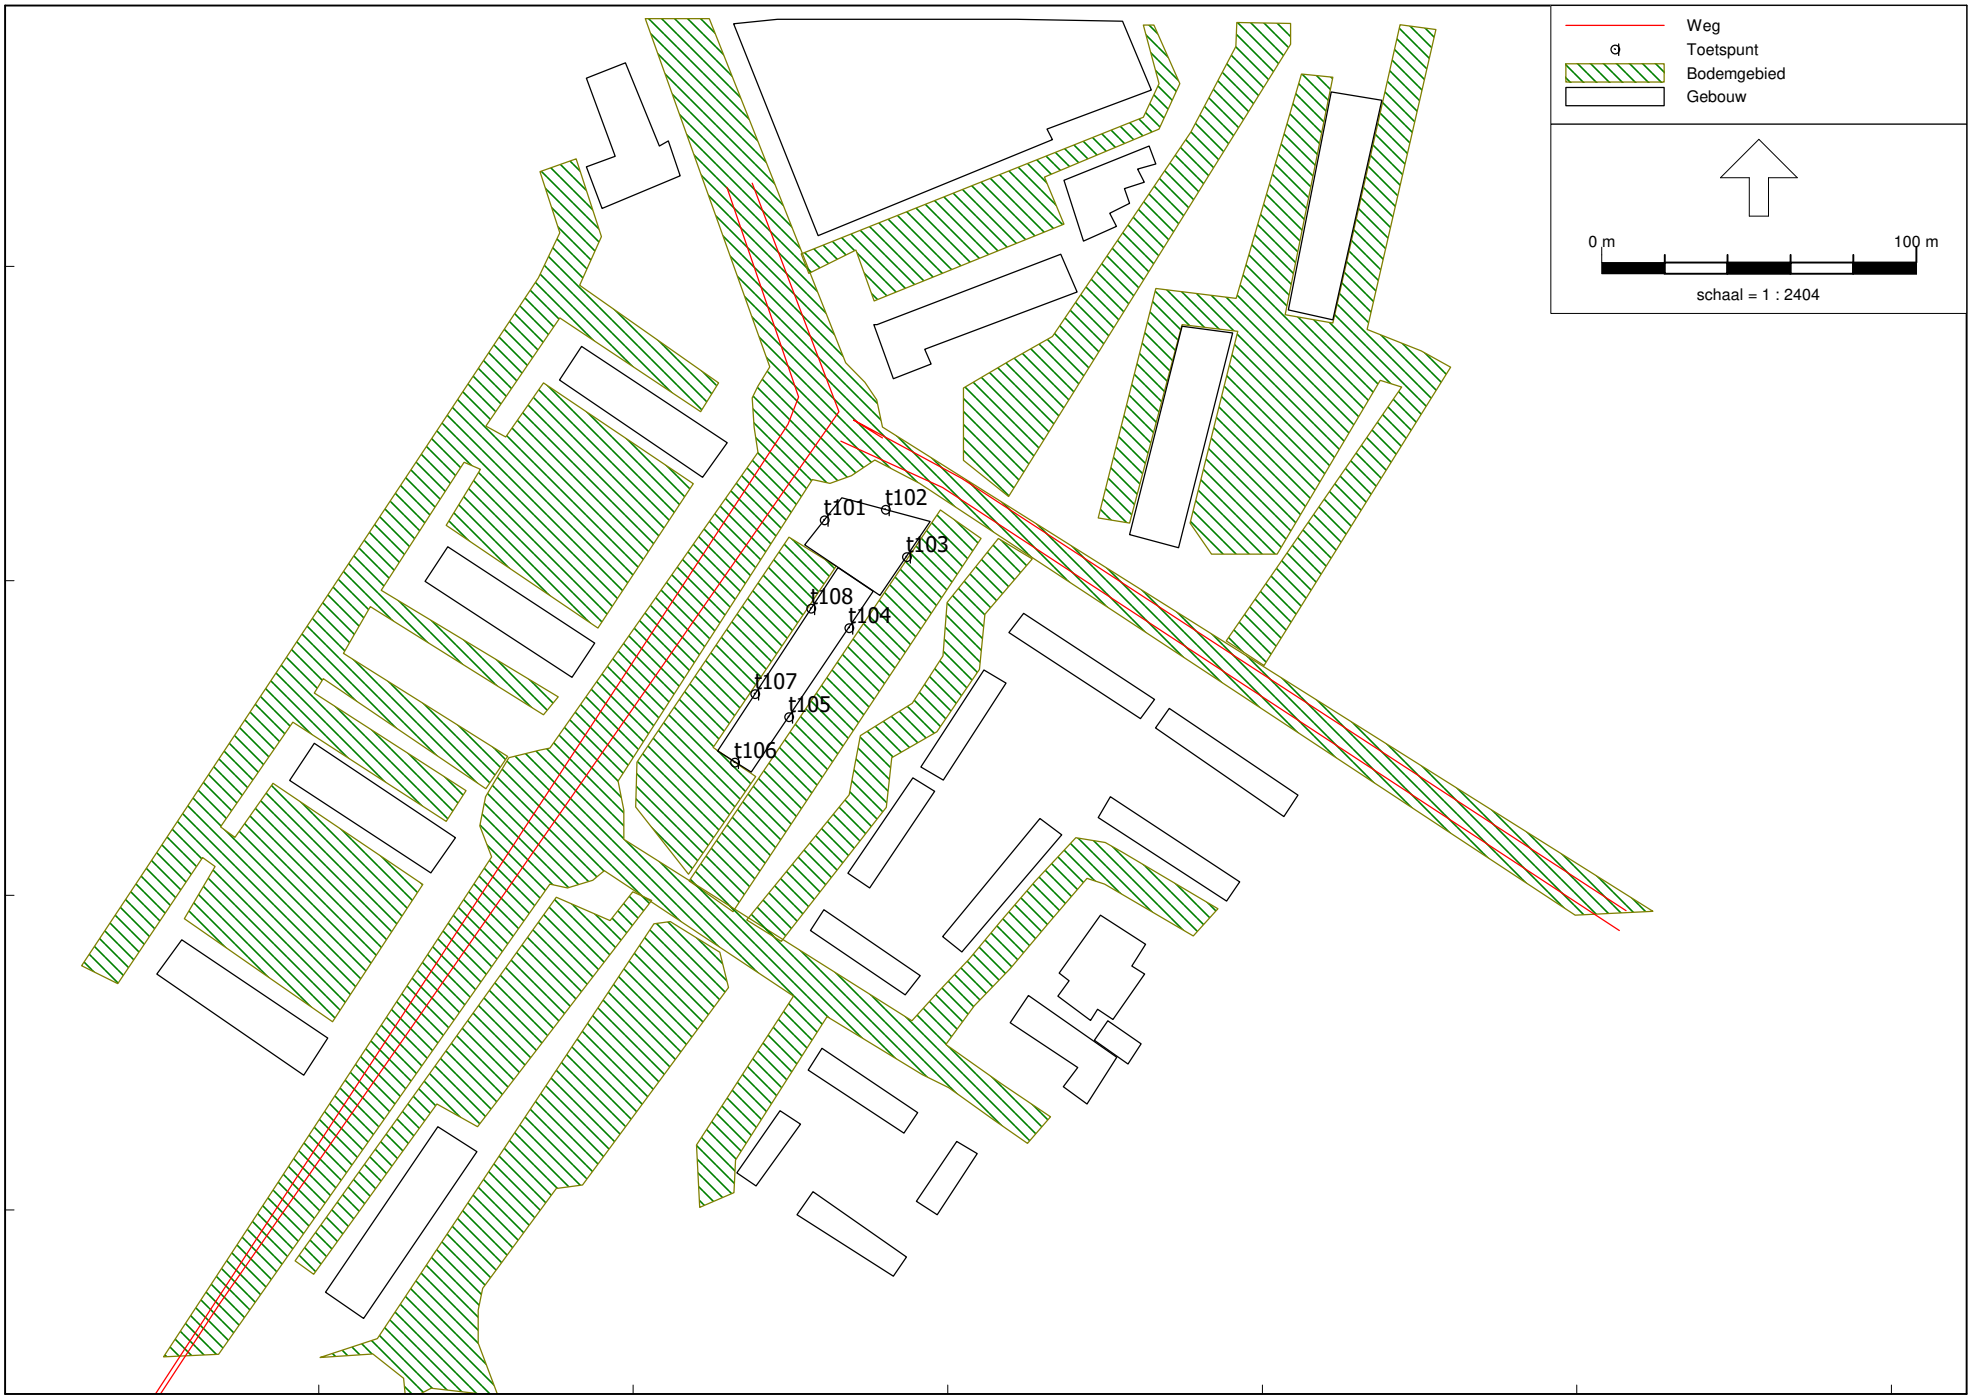 Weg
Toetspunt
Bodemgebied
Gebouw
0 m 100 m
schaal = 1 : 2404
t101
t102
t103
t108
t104
t107
t105
t106